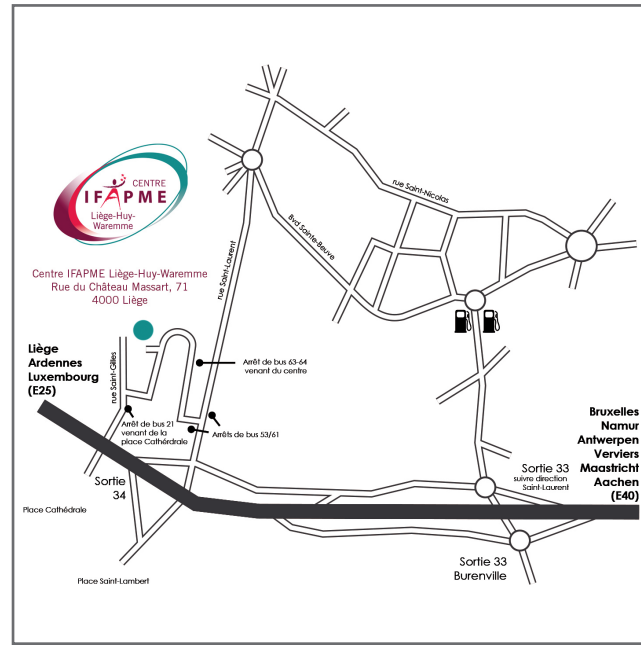 CENTRE
IFAPME
Liège-Huy-
Waremme
Centre IFAPME Liège-Huy-Waremme
Rue du Château Massart, 71
4000 Liège
rue Saint-Nicolas
Bvd Sainte-Beuve
rue Saint-Laurent
Liège
Ardennes
Luxembourg
(E25)
rue Saint-Gilles
Arrêt de bus 63-64
venant du centre
Arrêt de bus 21
venant de la
place Cathérdrale
Arrêts de bus 53/61
Bruxelles
Namur
Antwerpen
Verviers
Maastricht
Aachen
(E40)
Sortie 33
suivre direction
Saint-Laurent
Sortie
34
Place Cathédrale
Sortie 33
Burenville
Place Saint-Lambert